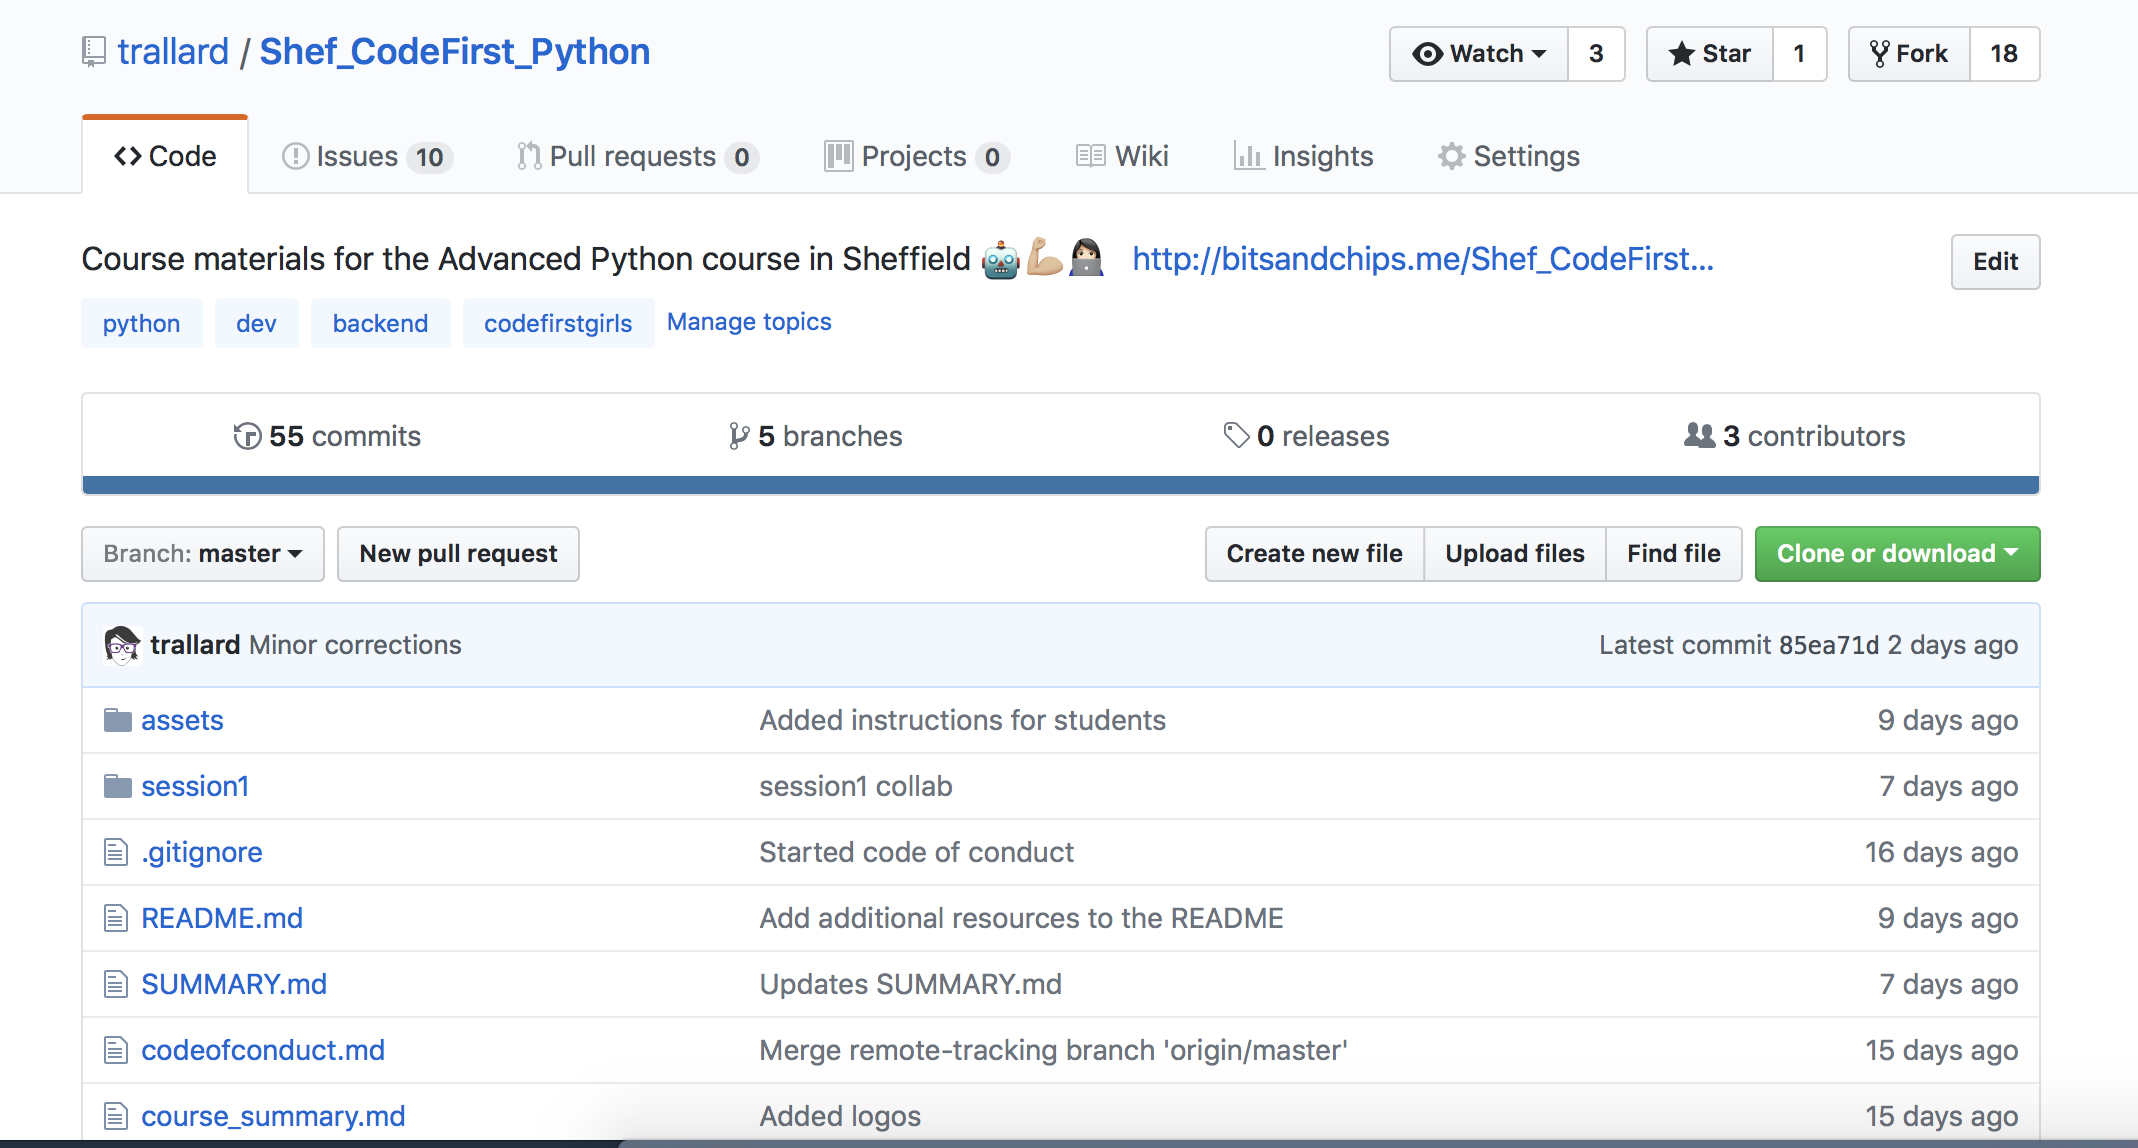 trallard / Shef_CodeFirst_Python Watch 3 Star 1 Fork 18
Code Issues 10 Pull requests 0 Projects 0 Wiki Insights Settings
Course materials for the Advanced Python course in Sheffield 🤖💪🏼👩🏻‍💻 http://bitsandchips.me/Shef_CodeFirst... Edit
python dev backend codefirstgirls Manage topics
55 commits 5 branches 0 releases 3 contributors
Branch: master New pull request Create new file Upload files Find file Clone or download
trallard Minor corrections Latest commit 85ea71d 2 days ago
assets Added instructions for students 9 days ago
session1 session1 collab 7 days ago
.gitignore Started code of conduct 16 days ago
README.md Add additional resources to the README 9 days ago
SUMMARY.md Updates SUMMARY.md 7 days ago
codeofconduct.md Merge remote-tracking branch 'origin/master' 15 days ago
course_summary.md Added logos 15 days ago